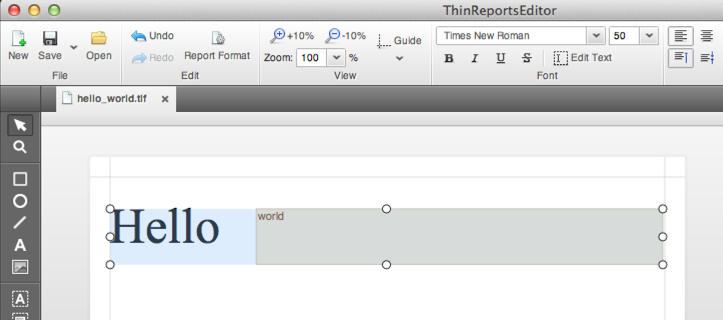 ThinReportsEditor
New Save Open
File
Undo
Redo
Report Format
Edit
+10% -10%
Zoom: 100 %
Guide
View
Times New Roman 50
B I U S Edit Text
Font
hello_world.tlf
A
A
Hello world